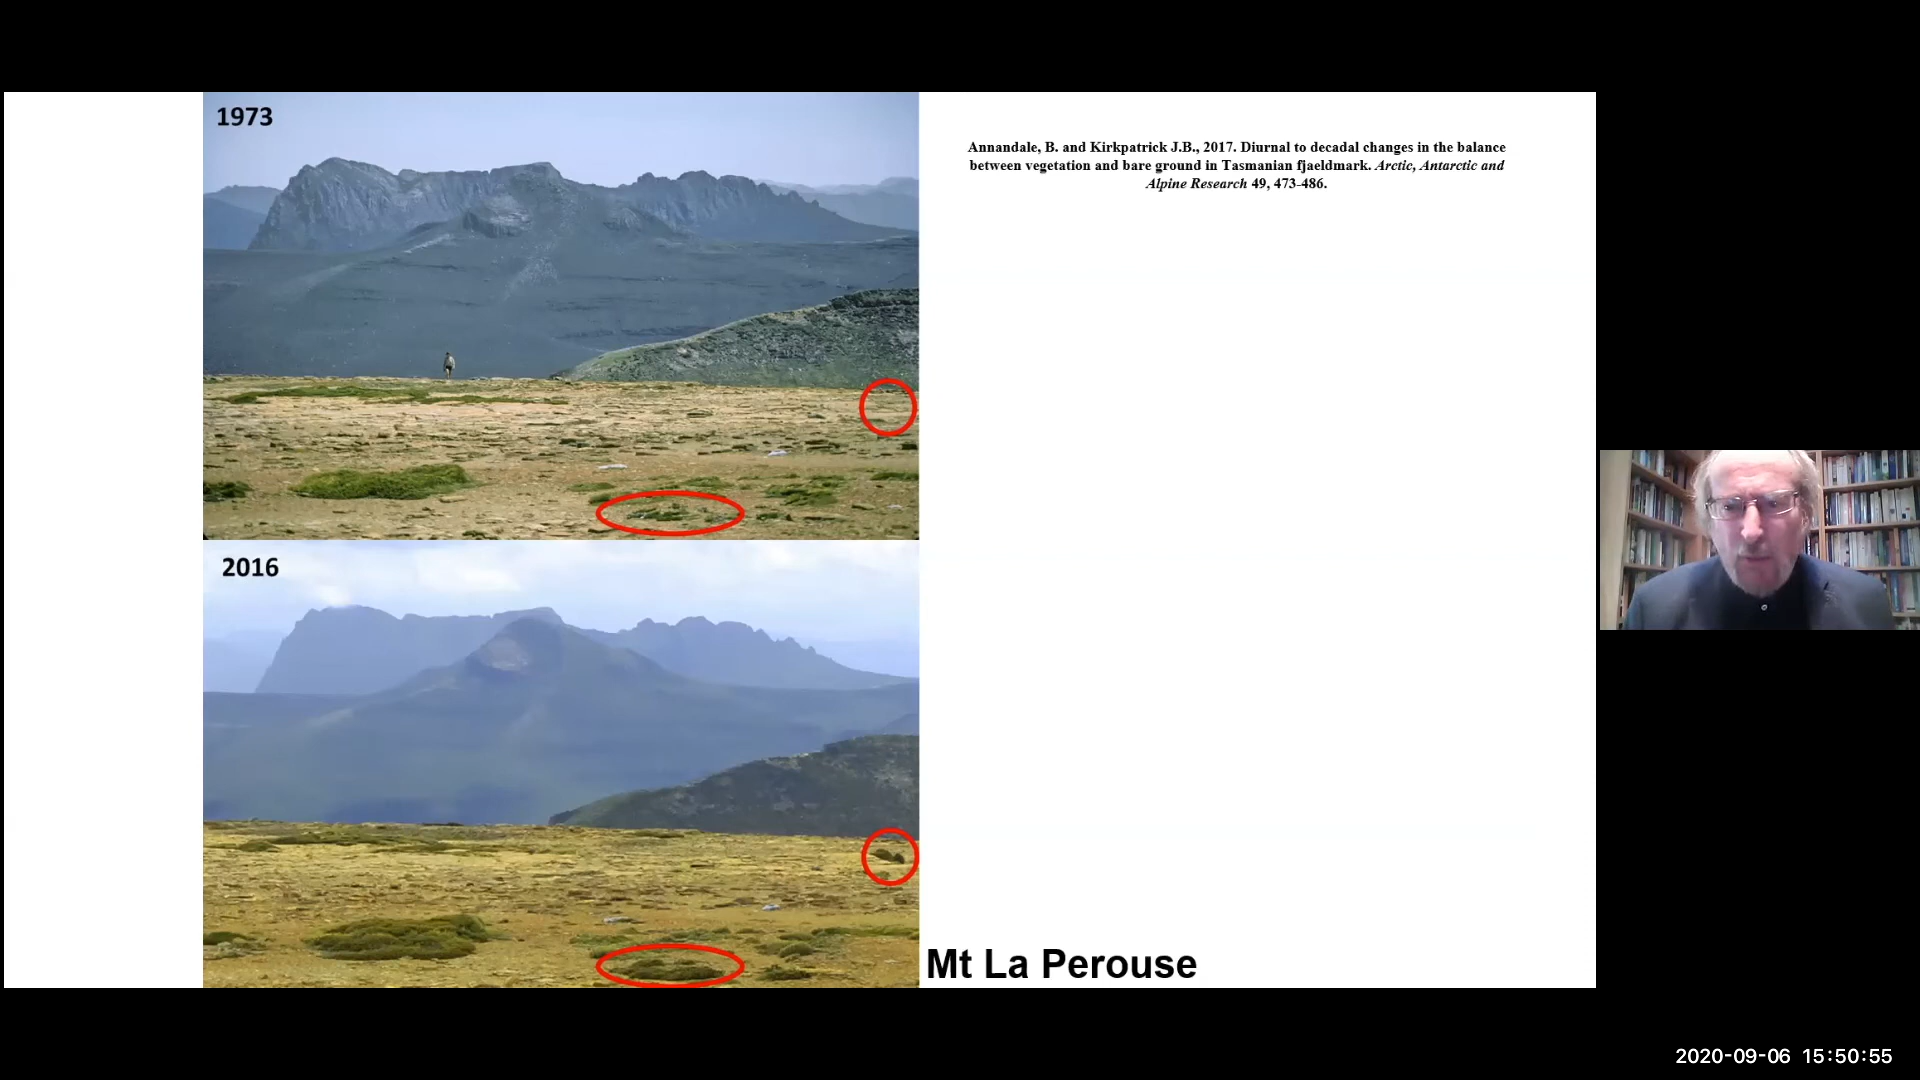 1973
Annandale, B. and Kirkpatrick J.B., 2017. Diurnal to decadal changes in the balance
between vegetation and bare ground in Tasmanian fjaeldmark. Arctic, Antarctic and
Alpine Research 49, 473-486.
2016
Mt La Perouse
2020-09-06 15:50:55